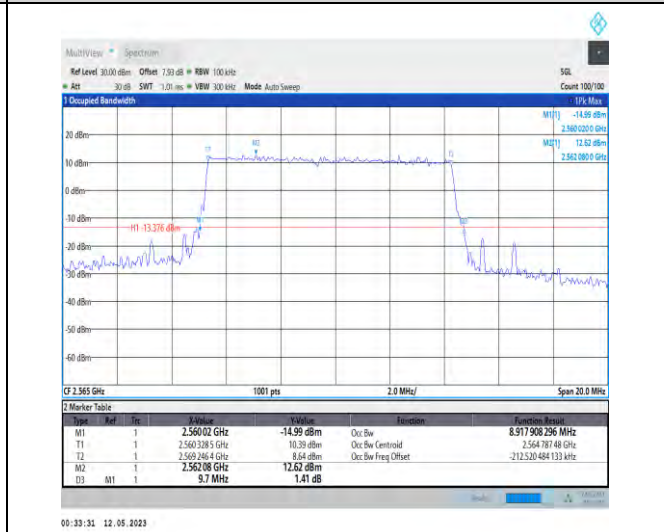 MultiView Spectrum
Ref Level 30.00 dBm Offset 7.93 dB RBW 100 kHz SGL
Att 30 dB SWT 1.01 ms VBW 300 kHz Mode Auto Sweep Count 100/100
1 Occupied Bandwidth 1Pk Max
M1[1] -14.99 dBm
2.560 020 0 GHz
M2[1] 12.62 dBm
2.562 080 0 GHz
20 dBm
M2
T1
T2
10 dBm
0 dBm
-10 dBm
H1 -13.376 dBm
-20 dBm
-30 dBm
-40 dBm
-50 dBm
-60 dBm
CF 2.565 GHz 1001 pts 2.0 MHz/ Span 20.0 MHz
2 Marker Table
Type Ref Trc X-Value Y-Value Function Function Result
M1 1 2.560 02 GHz -14.99 dBm Occ Bw 8.917 908 296 MHz
T1 1 2.560 328 5 GHz 10.39 dBm Occ Bw Centroid 2.564 787 48 GHz
T2 1 2.569 246 4 GHz 8.64 dBm Occ Bw Freq Offset -212.520 484 133 kHz
M2 1 2.562 08 GHz 12.62 dBm
D3 M1 1 9.7 MHz 1.41 dB
00:33:31 12.05.2023